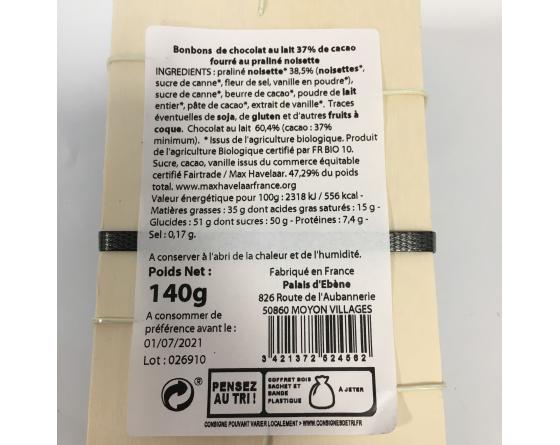 Bonbons de chocolat au lait 37% de cacao
fourré au praliné noisette
INGREDIENTS : praliné noisette* 38,5% (noisettes*,
sucre de canne*, fleur de sel, vanille en poudre*),
sucre de canne*, beurre de cacao*, poudre de lait
entier*, pâte de cacao*, extrait de vanille*. Traces
éventuelles de soja, de gluten et d'autres fruits à
coque. Chocolat au lait 60,4% (cacao : 37%
minimum). * Issus de l'agriculture biologique. Produit
de l'agriculture Biologique certifié par FR BIO 10.
Sucre, cacao, vanille issus du commerce équitable
certifié Fairtrade / Max Havelaar. 47,29% du poids
total. www.maxhavelaarfrance.org
Valeur énergétique pour 100g : 2318 kJ / 556 kcal -
Matières grasses : 35 g dont acides gras saturés : 15 g -
Glucides : 51 g dont sucres : 50 g - Protéines : 7,4 g -
Sel : 0,17 g.
A conserver à l'abri de la chaleur et de l'humidité.
Poids Net :
140g
A consommer de
préférence avant le :
01/07/2021
Lot : 026910
Fabriqué en France
Palais d'Ebène
826 Route de l'Aubannerie
50860 MOYON VILLAGES
3 421372 524562
PENSEZ
AU TRI !
COFFRET BOIS
SACHET ET
BANDE
PLASTIQUE
À JETER
CONSIGNE POUVANT VARIER LOCALEMENT > WWW.CONSIGNESDETRI.FR